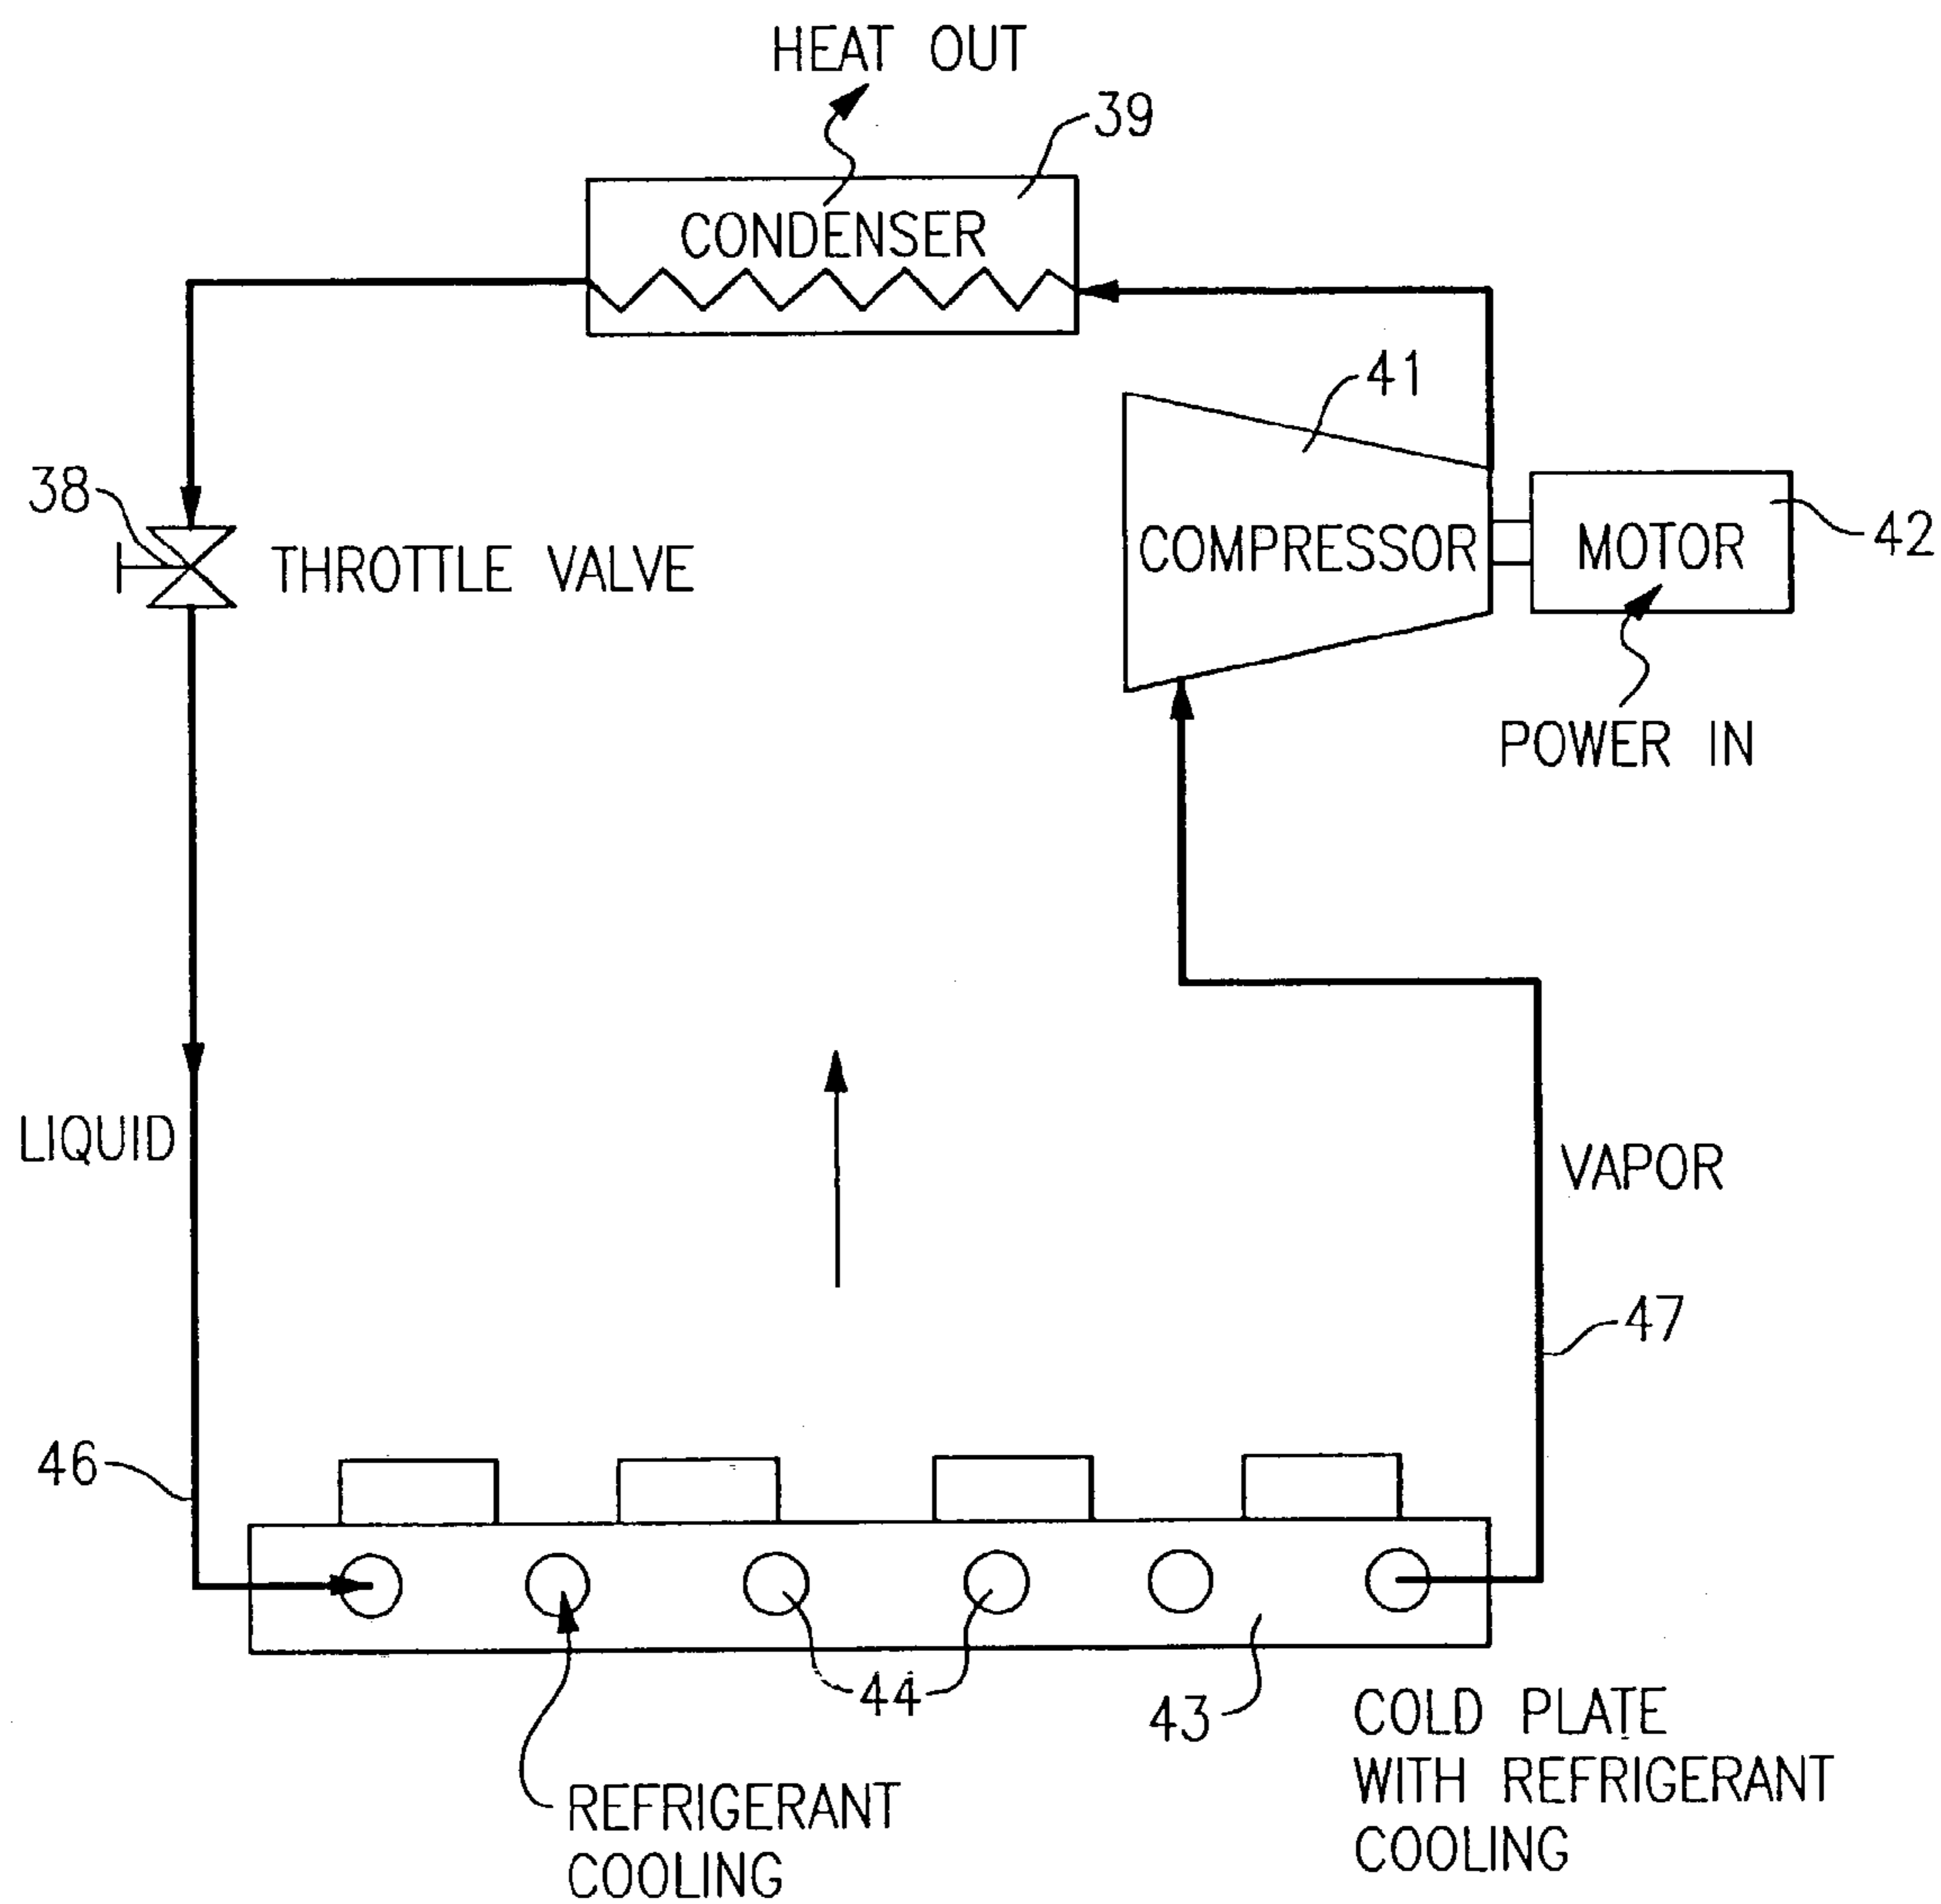 HEAT OUT
39
CONDENSER
41
38
THROTTLE VALVE
COMPRESSOR
MOTOR
42
POWER IN
LIQUID
VAPOR
47
46
44
43
COLD PLATE
WITH REFRIGERANT
COOLING
REFRIGERANT
COOLING